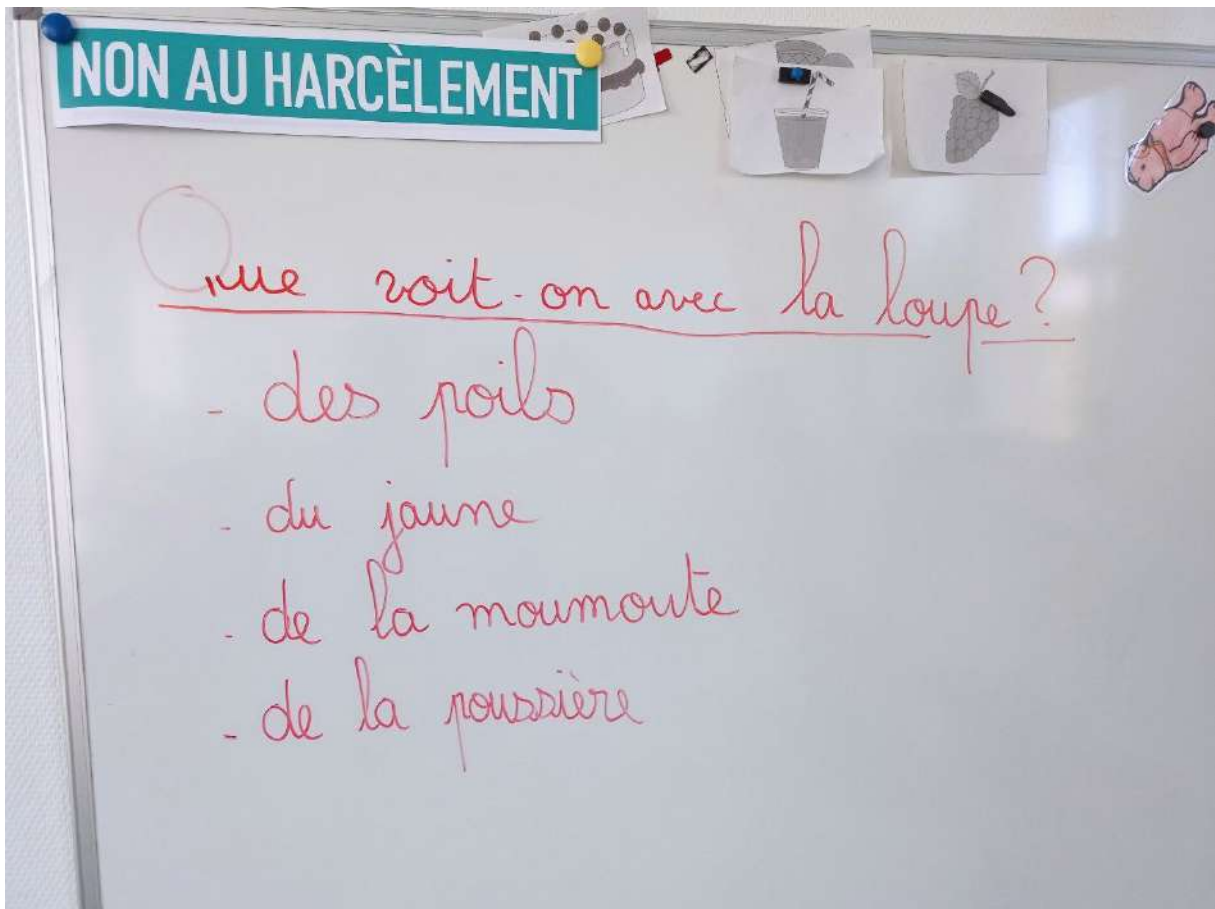 NON AU HARCÈLEMENT
Que voit-on avec la loupe ?
- des poils
- du jaune
- de la moumoute
- de la poussière